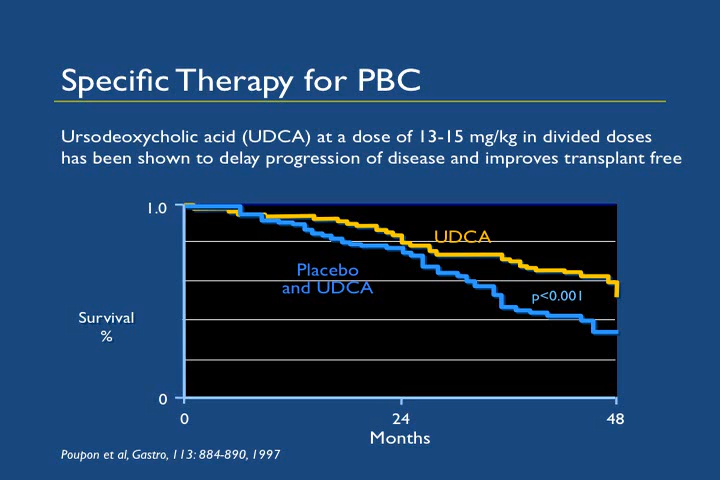 Specific Therapy for PBC
Ursodeoxycholic acid (UDCA) at a dose of 13-15 mg/kg in divided doses
has been shown to delay progression of disease and improves transplant free
1.0
UDCA
Placebo
and UDCA
p<0.001
Survival
%
0
0
24
48
Months
Poupon et al, Gastro, 113: 884-890, 1997